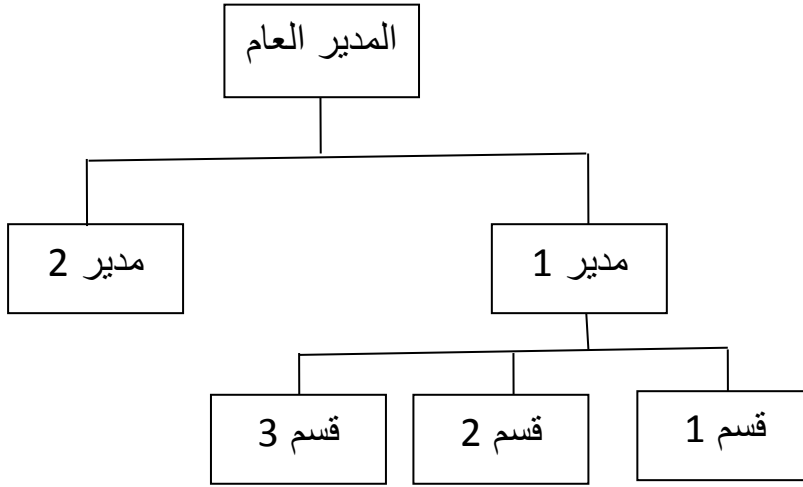 المدير العام
مدير 1
مدير 2
قسم 1
قسم 2
قسم 3